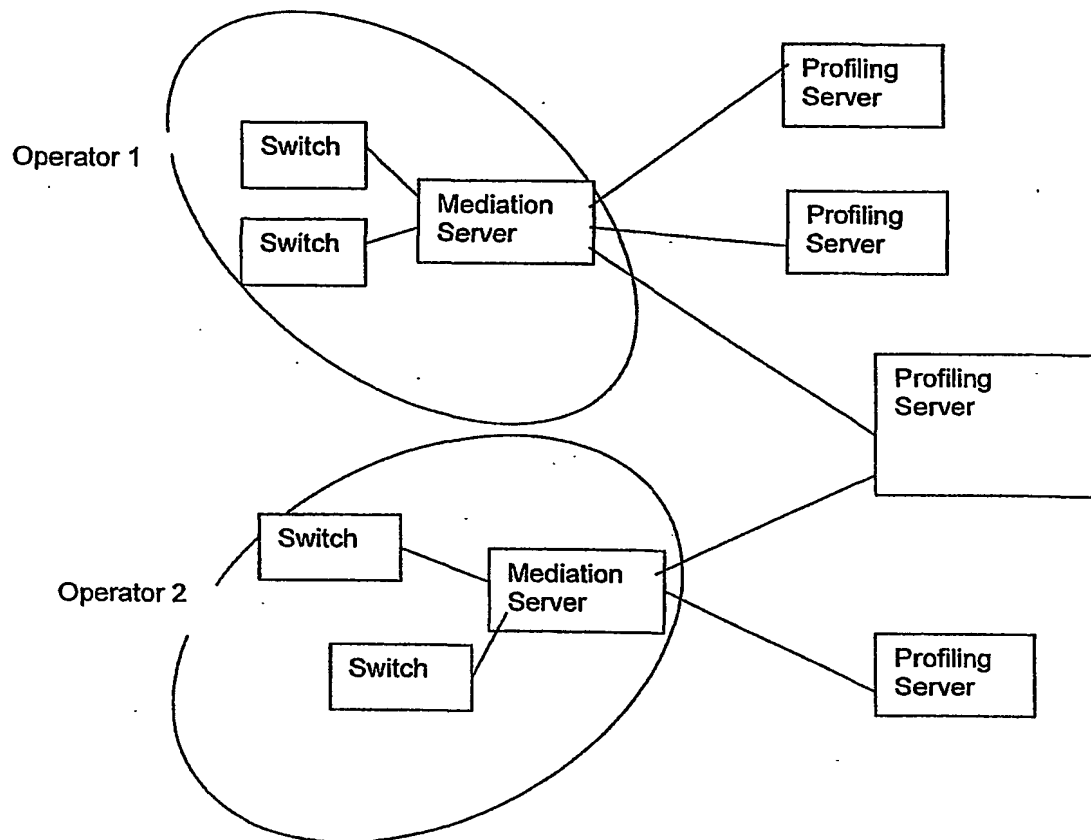 Profiling
Server
Operator 1
Switch
Mediation
Server
Switch
Profiling
Server
Profiling
Server
Switch
Operator 2
Mediation
Server
Switch
Profiling
Server